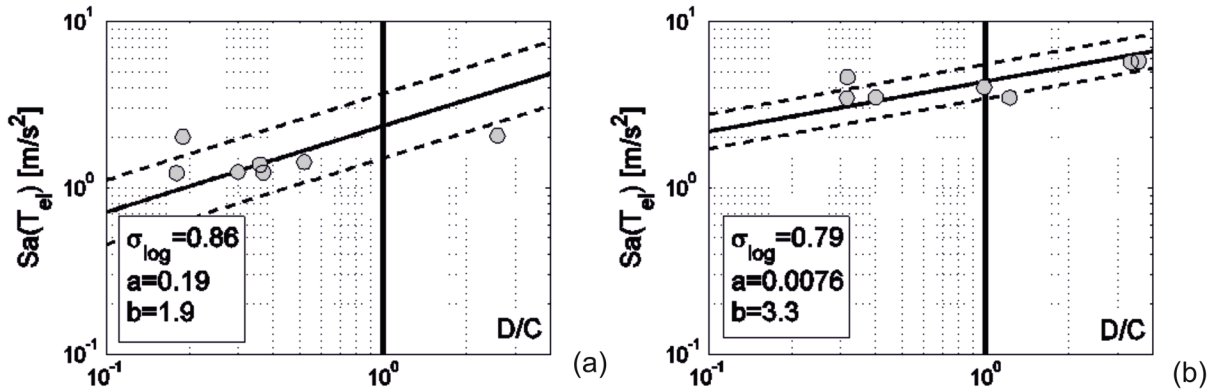 10¹
10⁰
10⁻¹
Sa(T_el) [m/s²]
σ_log=0.86
a=0.19
b=1.9
D/C
10⁻¹
10⁰
(a)
10¹
10⁰
10⁻¹
Sa(T_el) [m/s²]
σ_log=0.79
a=0.0076
b=3.3
D/C
10⁻¹
10⁰
(b)